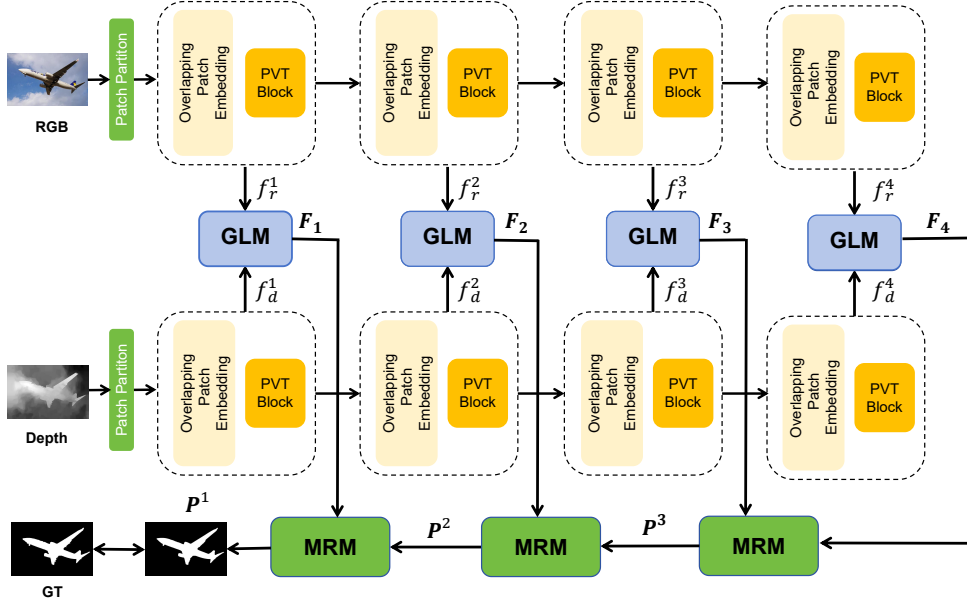 RGB
Patch Partiton
Overlapping
Patch
Embedding
PVT
Block
Overlapping
Patch
Embedding
PVT
Block
Overlapping
Patch
Embedding
PVT
Block
Overlapping
Patch
Embedding
PVT
Block
f_r^1
f_r^2
f_r^3
f_r^4
GLM
F_1
GLM
F_2
GLM
F_3
GLM
F_4
f_d^1
f_d^2
f_d^3
f_d^4
Depth
Patch Partiton
Overlapping
Patch
Embedding
PVT
Block
Overlapping
Patch
Embedding
PVT
Block
Overlapping
Patch
Embedding
PVT
Block
Overlapping
Patch
Embedding
PVT
Block
P^1
P^2
P^3
MRM
MRM
MRM
GT